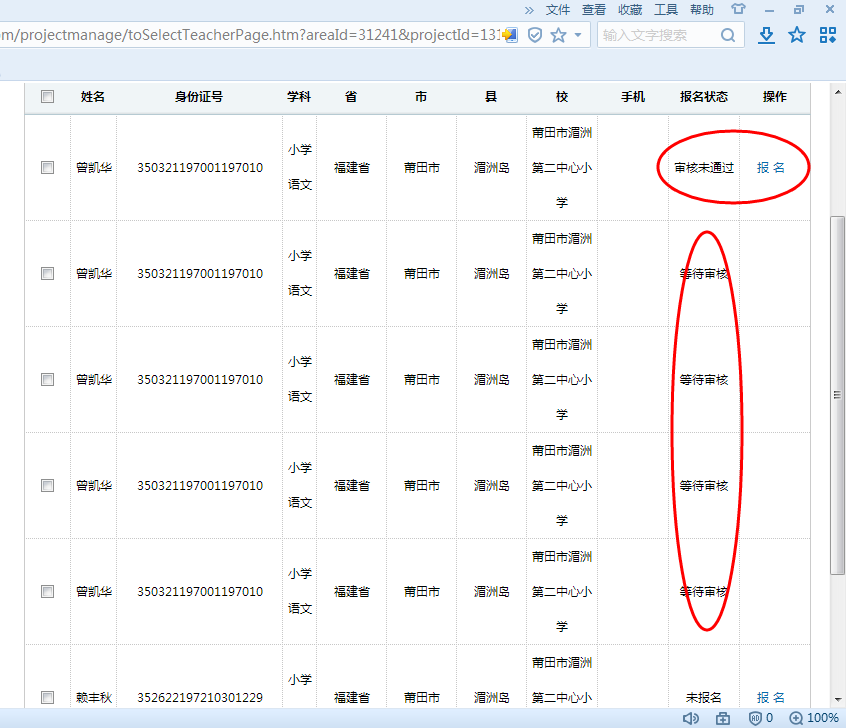 » 文件 查看 收藏 工具 帮助
m/projectmanage/toSelectTeacherPage.htm?areaId=31241&projectId=131 输入文字搜索
姓名 身份证号 学科 省 市 县 校 手机 报名状态 操作
曾凯华 350321197001197010 小学语文 福建省 莆田市 湄洲岛 莆田市湄洲第二中心小学 审核未通过 报 名
曾凯华 350321197001197010 小学语文 福建省 莆田市 湄洲岛 莆田市湄洲第二中心小学 等待审核
曾凯华 350321197001197010 小学语文 福建省 莆田市 湄洲岛 莆田市湄洲第二中心小学 等待审核
曾凯华 350321197001197010 小学语文 福建省 莆田市 湄洲岛 莆田市湄洲第二中心小学 等待审核
曾凯华 350321197001197010 小学语文 福建省 莆田市 湄洲岛 莆田市湄洲第二中心小学 等待审核
赖丰秋 352622197210301229 小学 福建省 莆田市 湄洲岛 莆田市湄洲第二中心小 未报名 报 名
0 100%